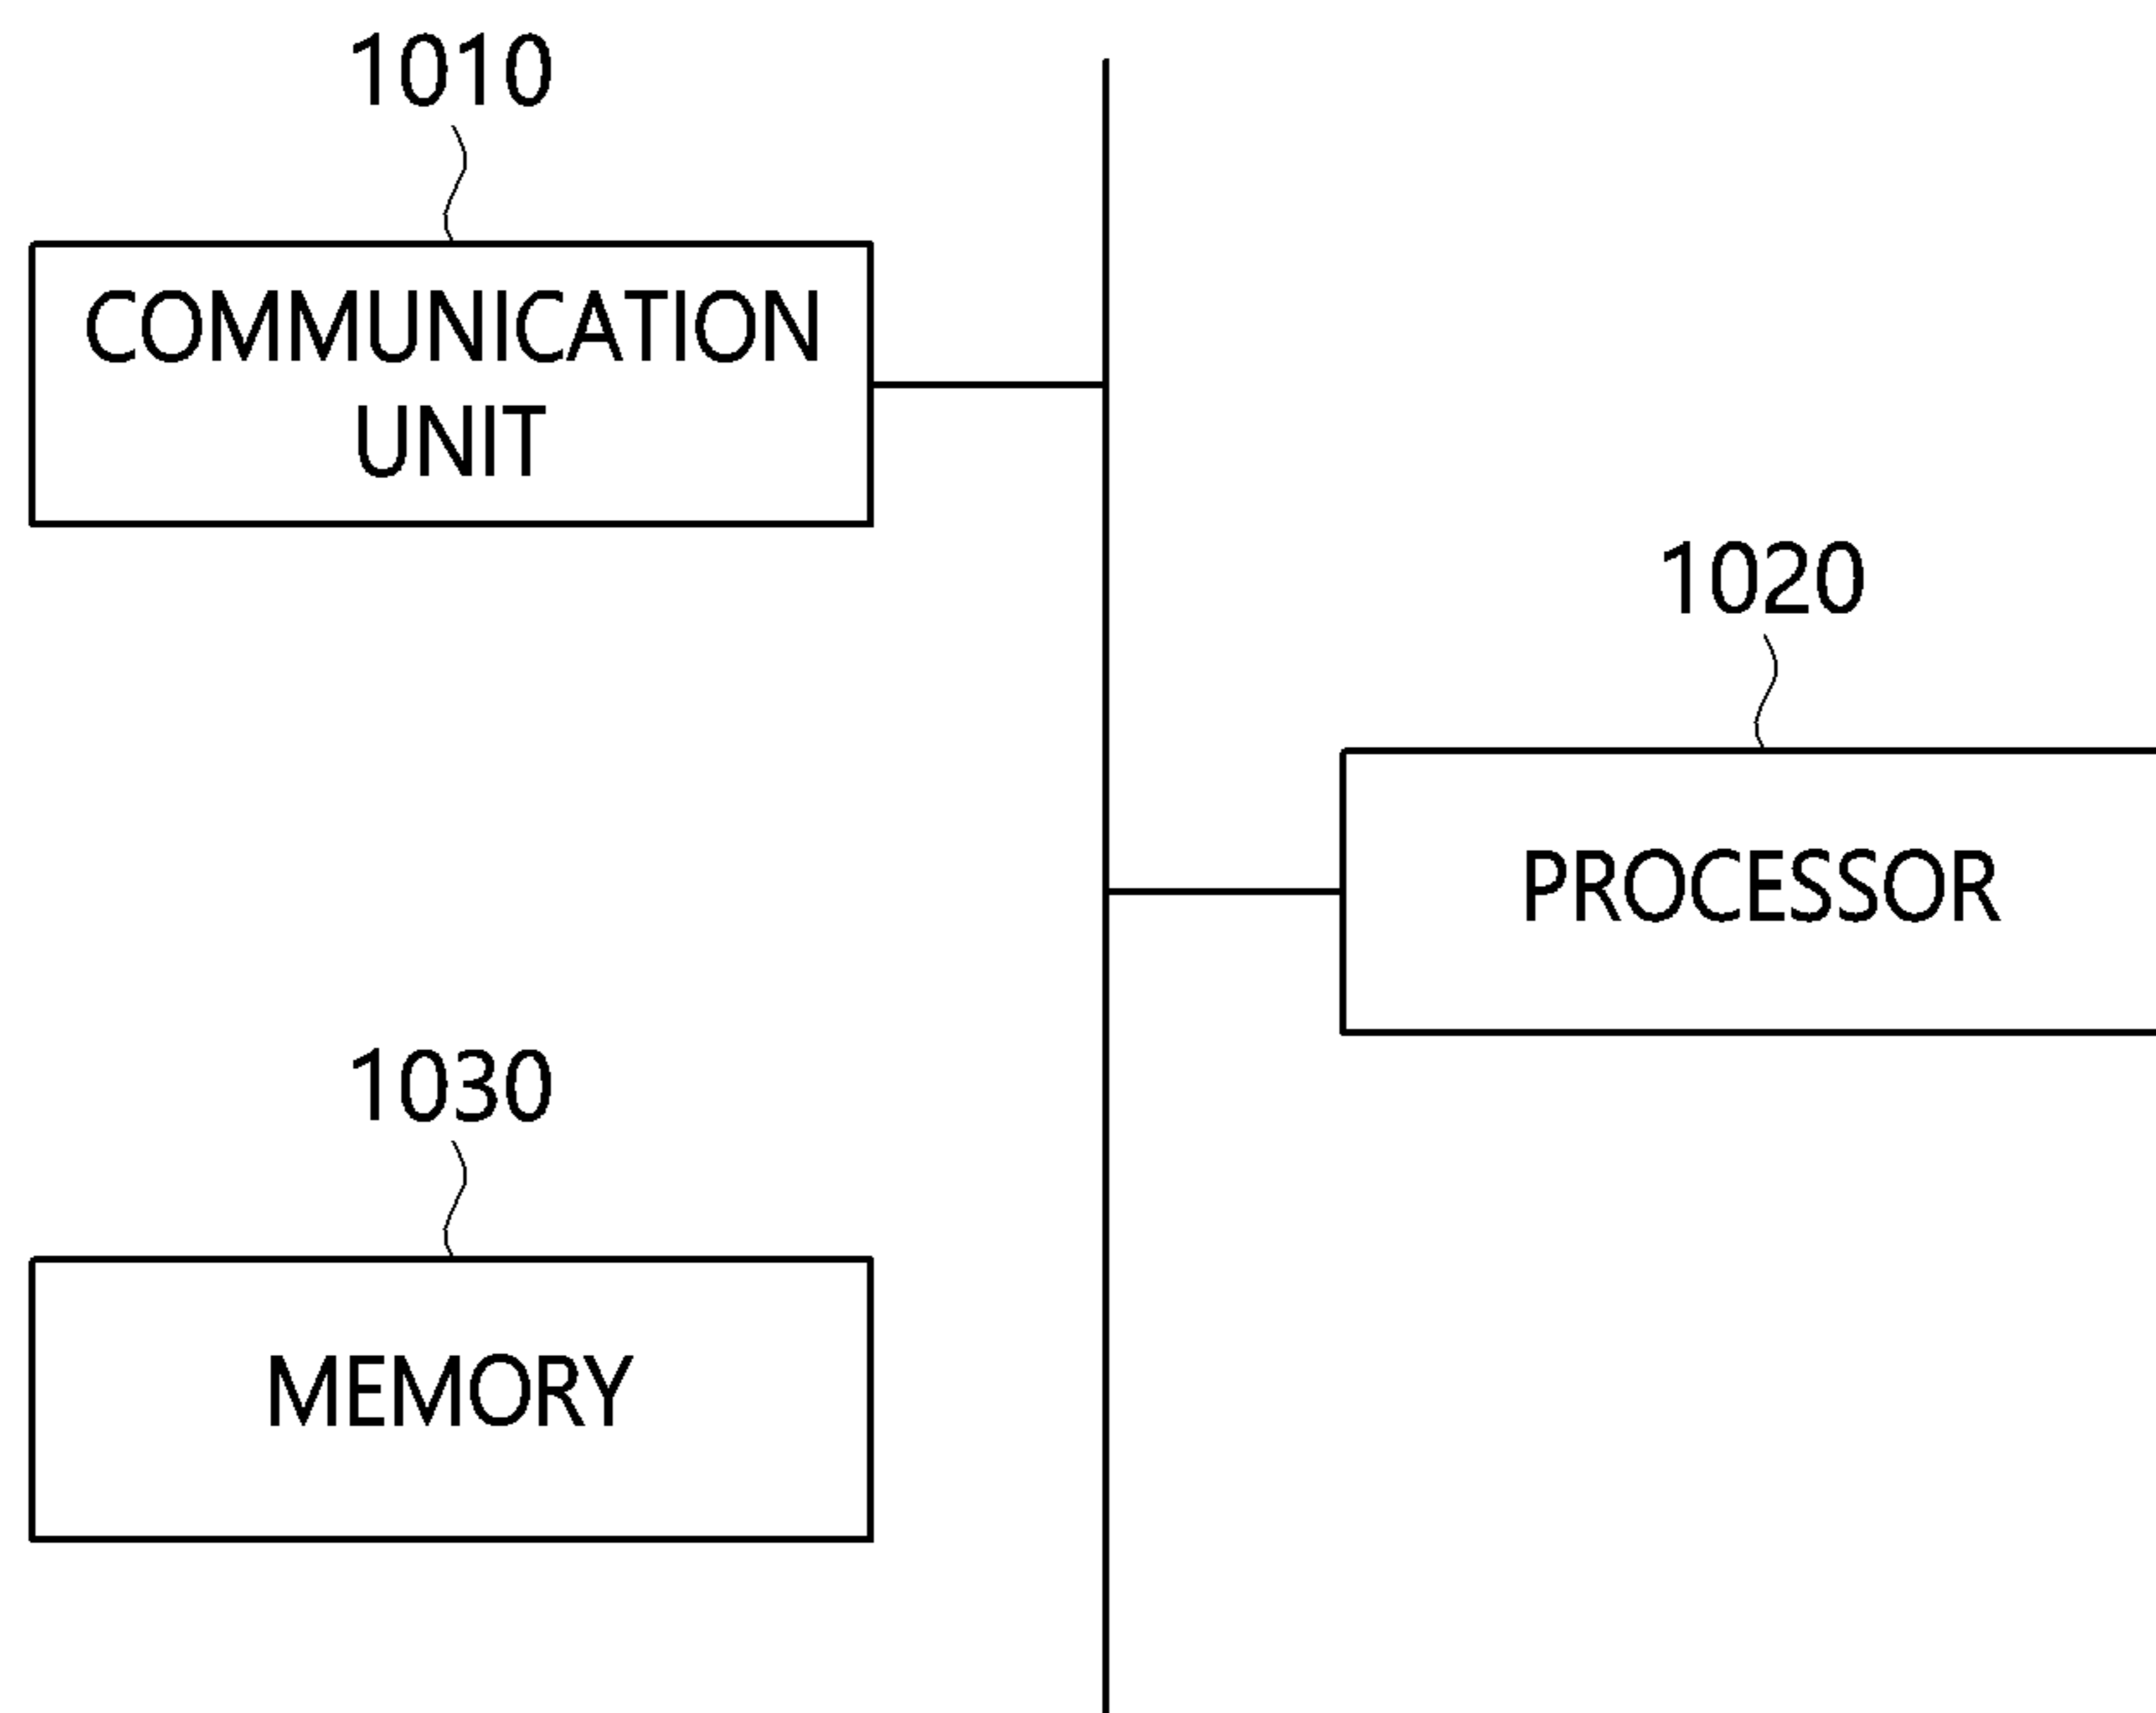 1010
COMMUNICATION
UNIT
1020
PROCESSOR
1030
MEMORY